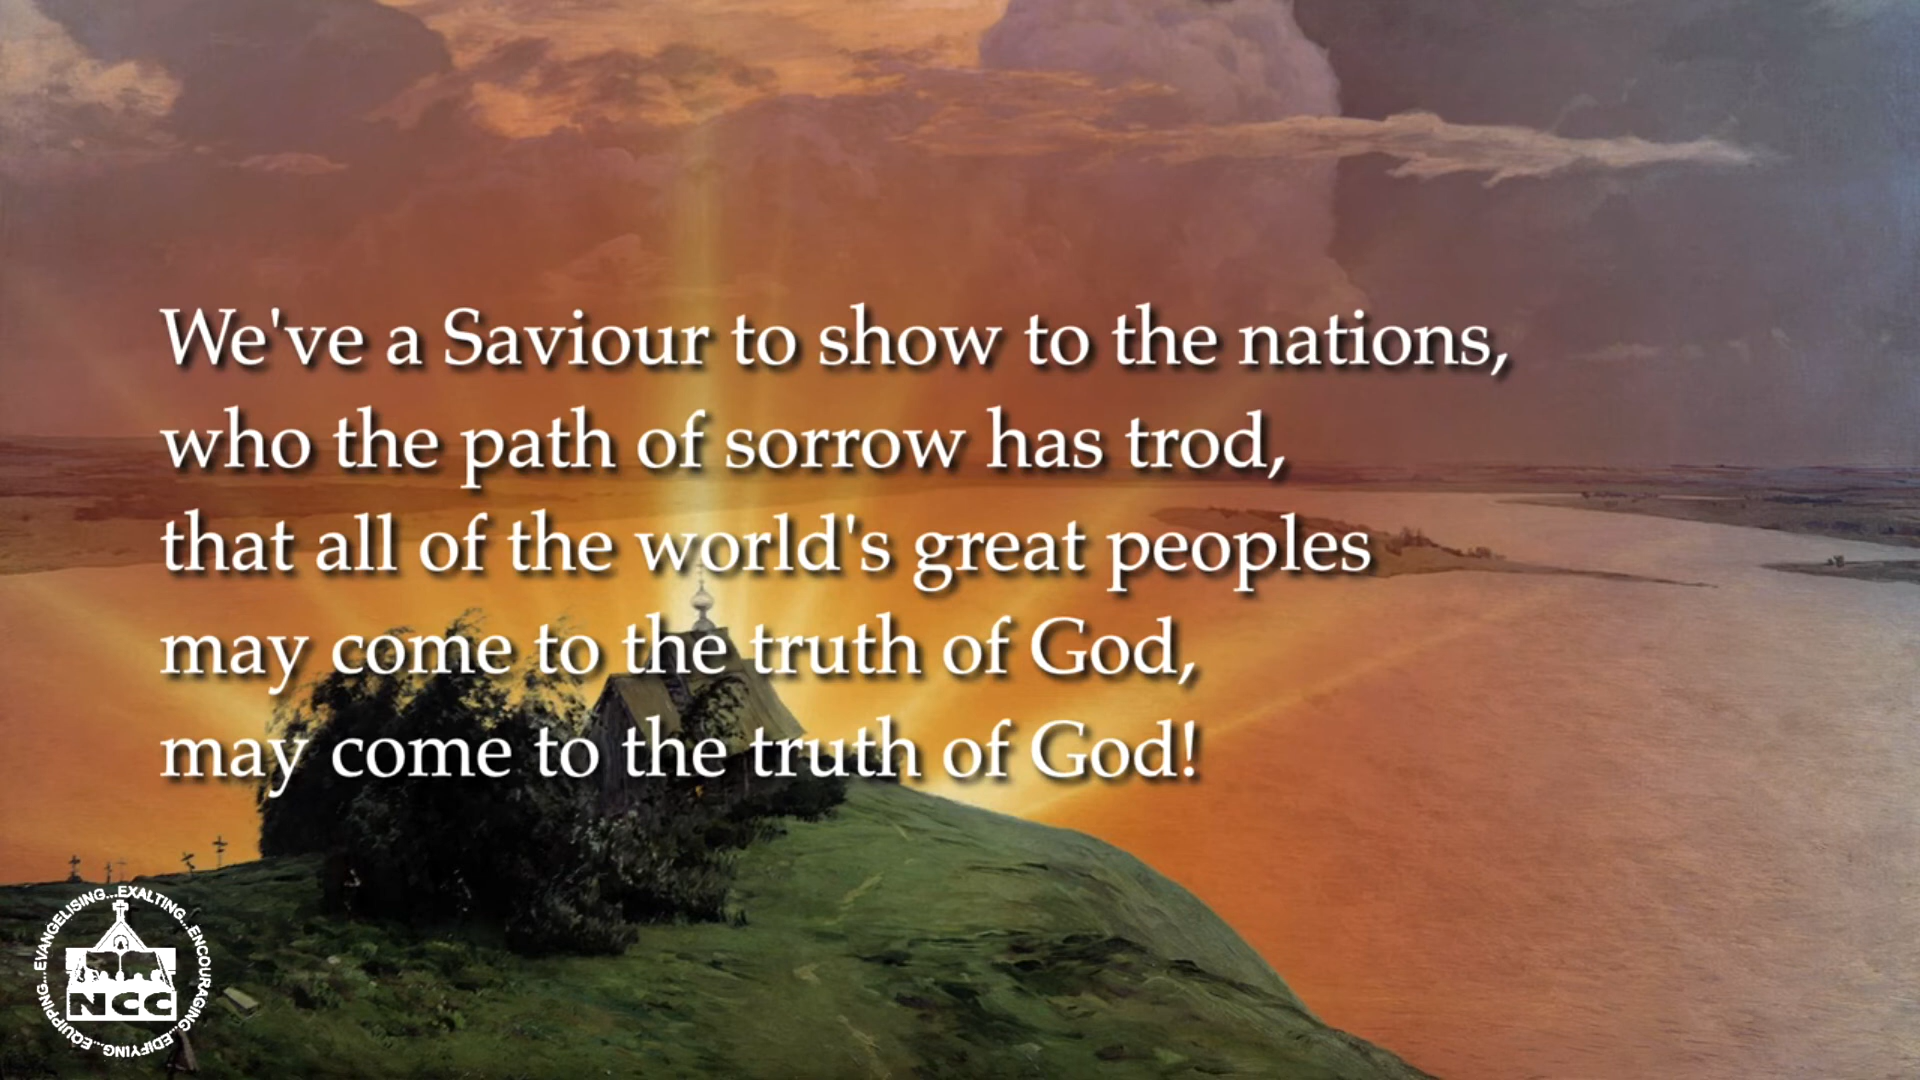 We've a Saviour to show to the nations,
who the path of sorrow has trod,
that all of the world's great peoples
may come to the truth of God,
may come to the truth of God!
EVANGELISING...EXALTING...ENCOURAGING...EDIFYING...EQUIPPING...
NCC